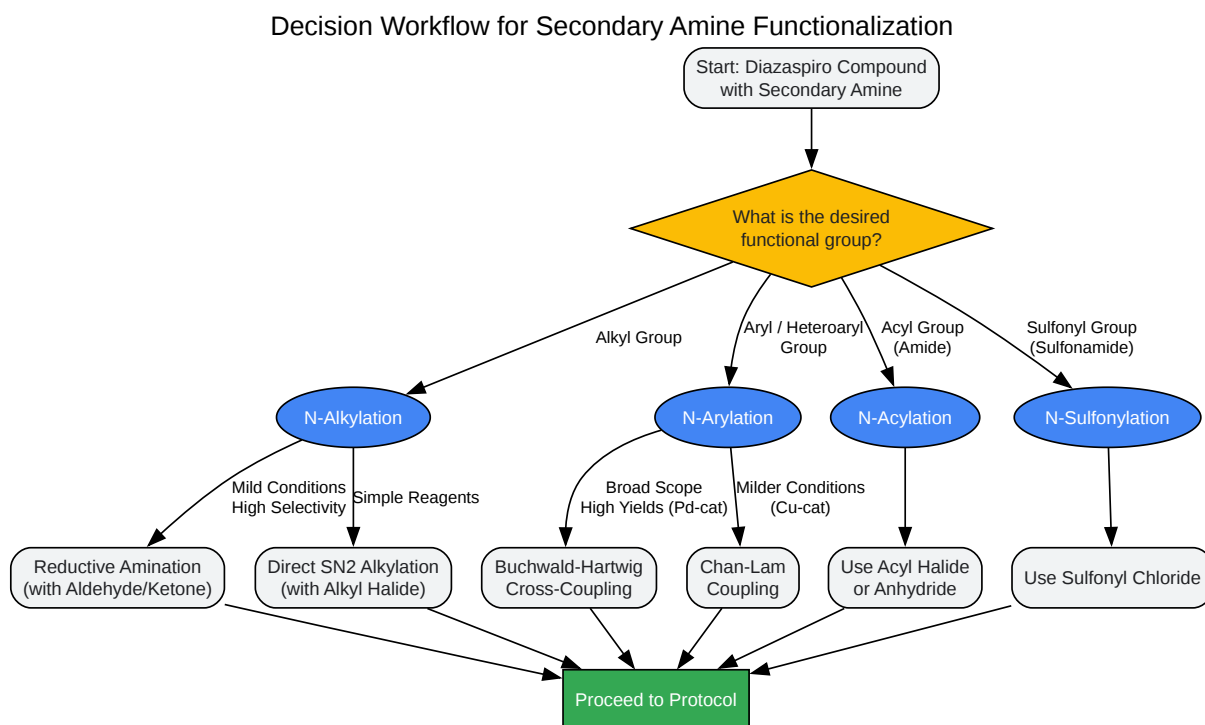 Decision Workflow for Secondary Amine Functionalization
Start: Diazaspiro Compound
with Secondary Amine
What is the desired
functional group?
Alkyl Group
Aryl / Heteroaryl
Group
Acyl Group
(Amide)
Sulfonyl Group
(Sulfonamide)
N-Alkylation
N-Arylation
N-Acylation
N-Sulfonylation
Mild Conditions
High Selectivity
Simple Reagents
Broad Scope
High Yields (Pd-cat)
Milder Conditions
(Cu-cat)
Reductive Amination
(with Aldehyde/Ketone)
Direct SN2 Alkylation
(with Alkyl Halide)
Buchwald-Hartwig
Cross-Coupling
Chan-Lam
Coupling
Use Acyl Halide
or Anhydride
Use Sulfonyl Chloride
Proceed to Protocol